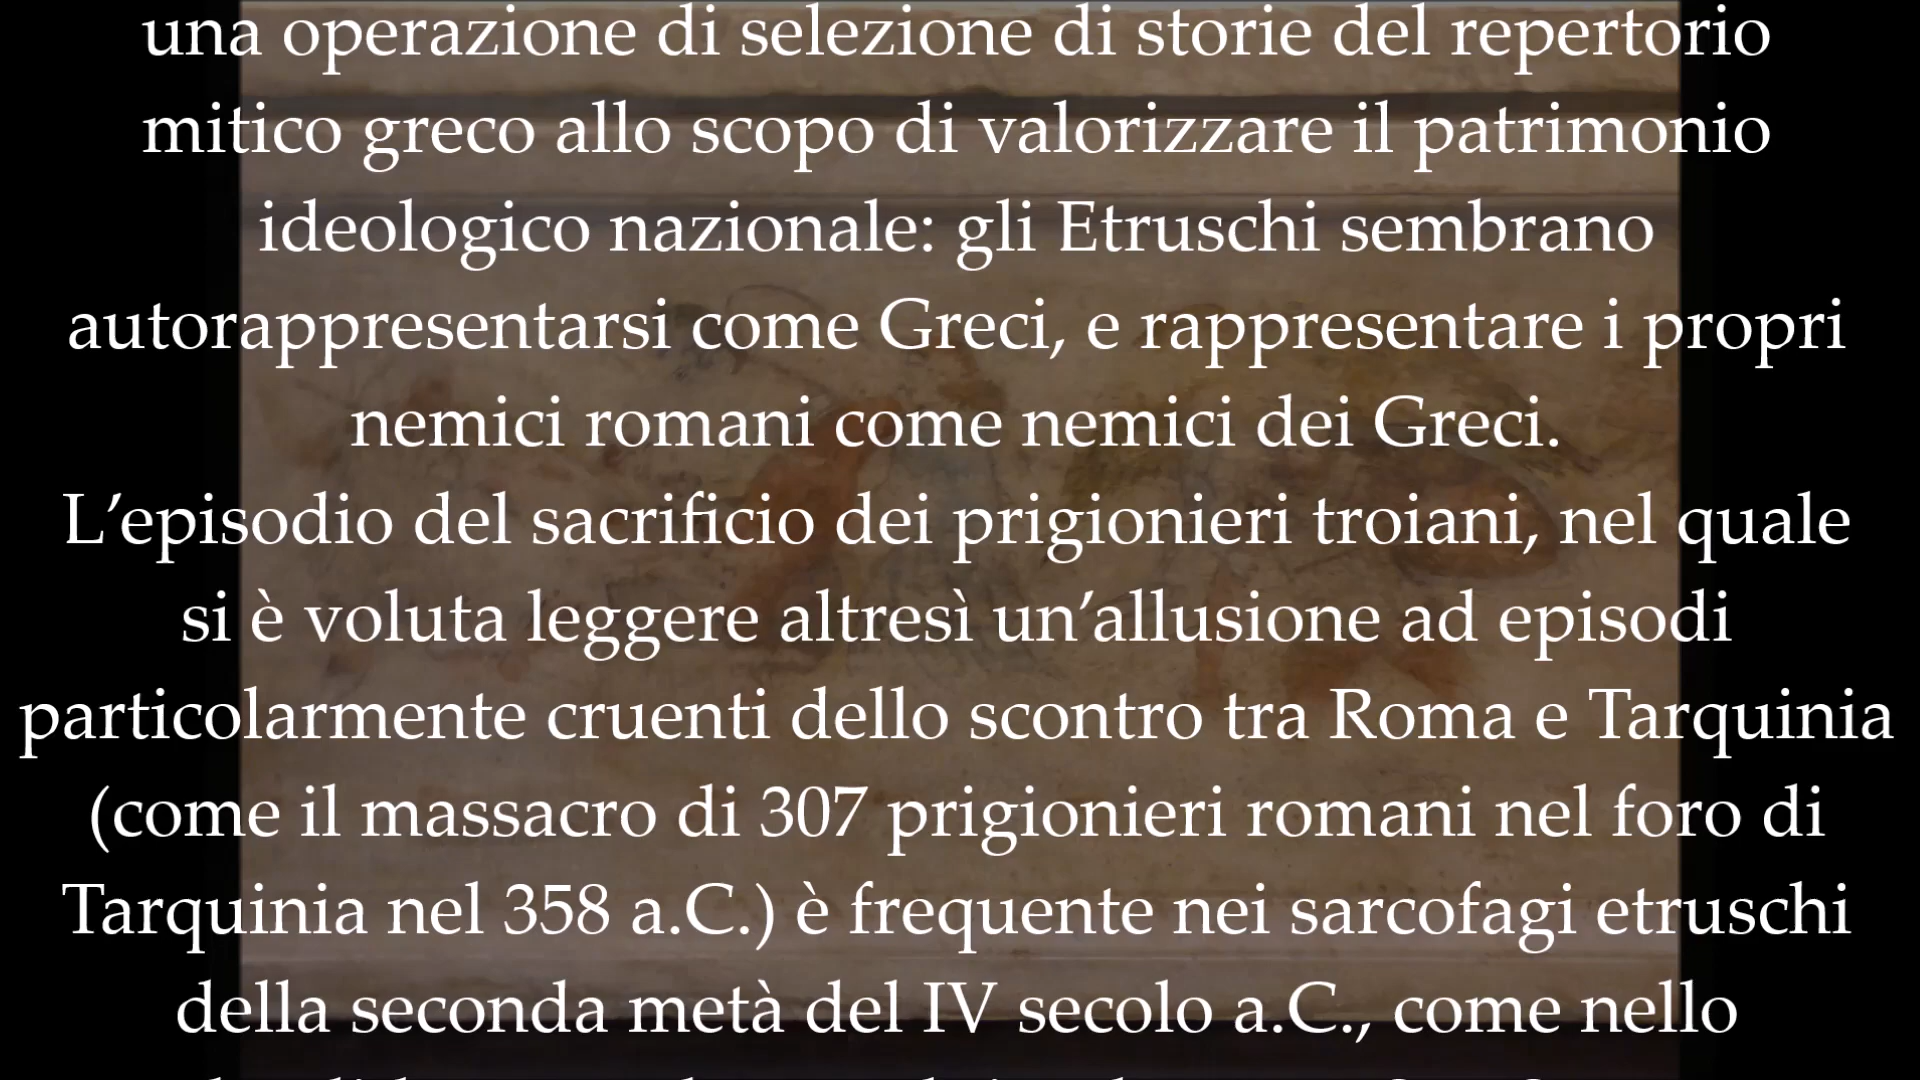 una operazione di selezione di storie del repertorio
mitico greco allo scopo di valorizzare il patrimonio
ideologico nazionale: gli Etruschi sembrano
autorappresentarsi come Greci, e rappresentare i propri
nemici romani come nemici dei Greci.
L’episodio del sacrificio dei prigionieri troiani, nel quale
si è voluta leggere altresì un’allusione ad episodi
particolarmente cruenti dello scontro tra Roma e Tarquinia
(come il massacro di 307 prigionieri romani nel foro di
Tarquinia nel 358 a.C.) è frequente nei sarcofagi etruschi
della seconda metà del IV secolo a.C., come nello